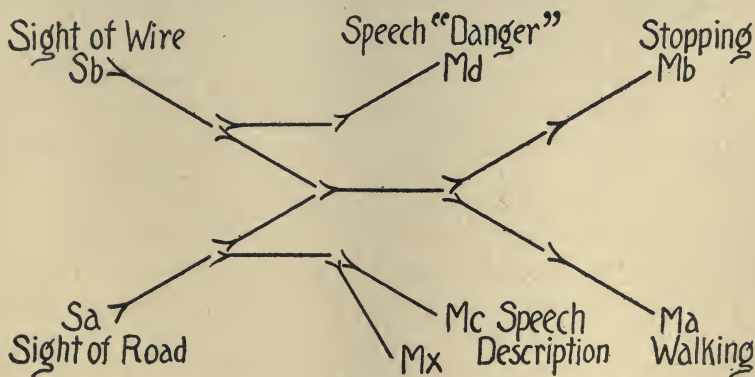 Sight of Wire
Sb
Speech "Danger"
Md
Stopping
Mb
Sa
Sight of Road
Mx
Mc Speech
Description
Ma
Walking